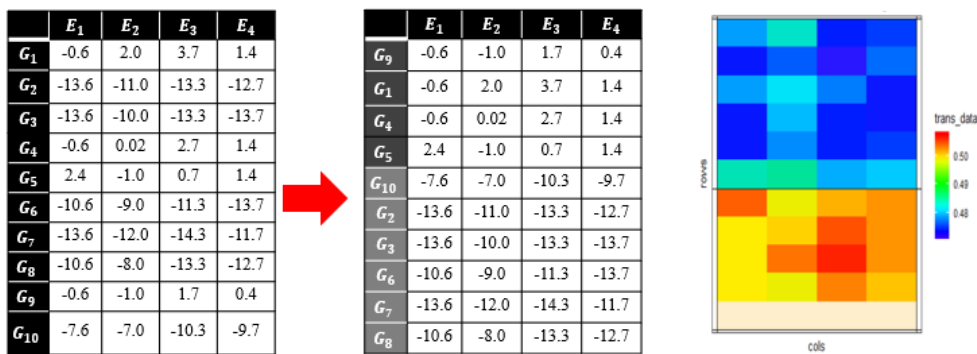 E1 E2 E3 E4
G1 -0.6 2.0 3.7 1.4
G2 -13.6 -11.0 -13.3 -12.7
G3 -13.6 -10.0 -13.3 -13.7
G4 -0.6 0.02 2.7 1.4
G5 2.4 -1.0 0.7 1.4
G6 -10.6 -9.0 -11.3 -13.7
G7 -13.6 -12.0 -14.3 -11.7
G8 -10.6 -8.0 -13.3 -12.7
G9 -0.6 -1.0 1.7 0.4
G10 -7.6 -7.0 -10.3 -9.7
E1 E2 E3 E4
G9 -0.6 -1.0 1.7 0.4
G1 -0.6 2.0 3.7 1.4
G4 -0.6 0.02 2.7 1.4
G5 2.4 -1.0 0.7 1.4
G10 -7.6 -7.0 -10.3 -9.7
G2 -13.6 -11.0 -13.3 -12.7
G3 -13.6 -10.0 -13.3 -13.7
G6 -10.6 -9.0 -11.3 -13.7
G7 -13.6 -12.0 -14.3 -11.7
G8 -10.6 -8.0 -13.3 -12.7
rows
cols
trans_data
0.50
0.49
0.48